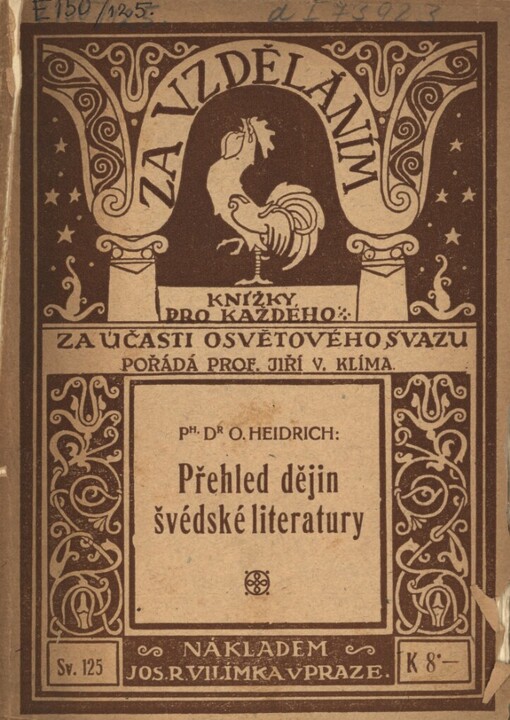 E150/125.
d I 73923
ZA VZDĚLÁNÍM
KNÍŽKY
PRO KAŽDÉHO
ZA ÚČASTI OSVĚTOVÉHO SVAZU
POŘÁDÁ PROF. JIŘÍ V. KLÍMA.
PH. DR O. HEIDRICH:
Přehled dějin
švédské literatury
NÁKLADEM
JOS. R. VILÍMKA V PRAZE.
Sv. 125
K 8·—